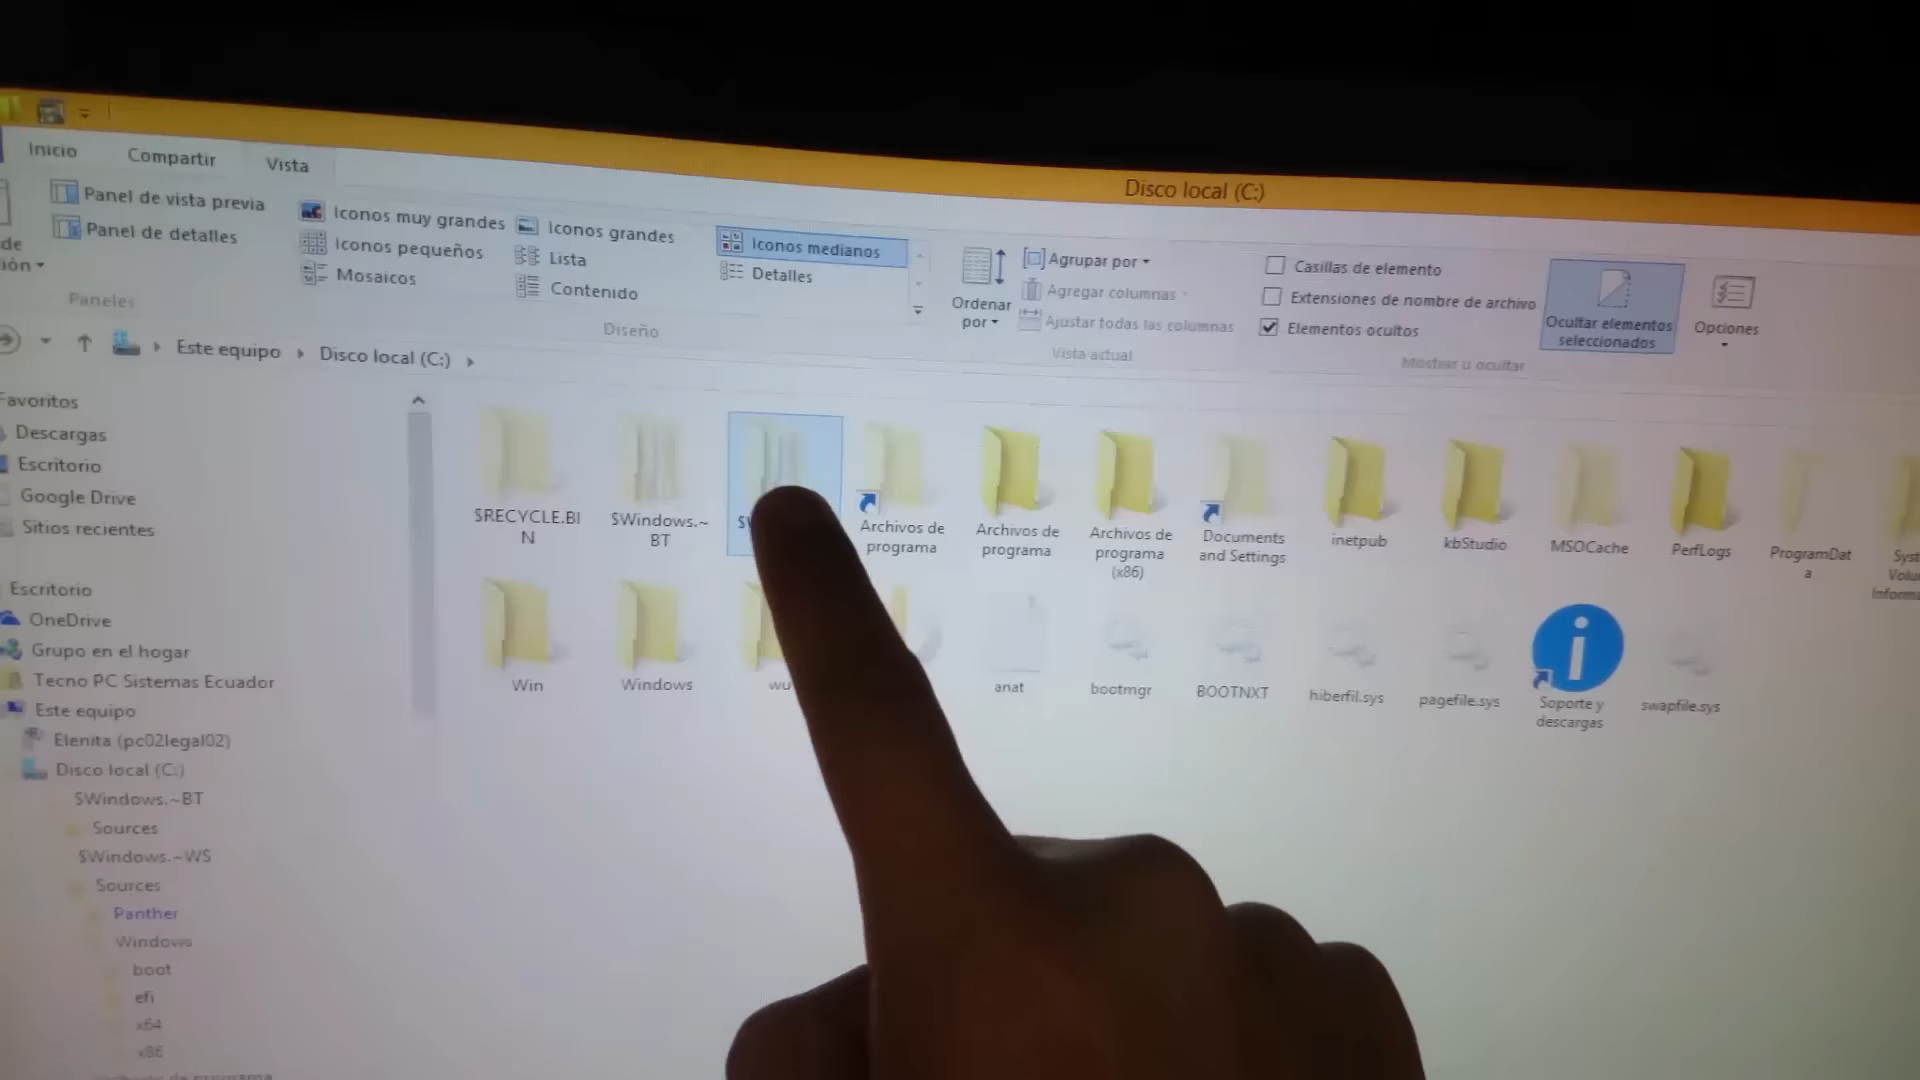 Inicio
Compartir
Vista
Disco local (C:)
Panel de vista previa
Panel de detalles
Paneles
de
Iconos muy grandes
Iconos grandes
Iconos medianos
Iconos pequeños
Lista
Detalles
Mosaicos
Contenido
Diseño
Ordenar
por
Agrupar por
Agregar columnas
Ajustar todas las columnas
Vista actual
Casillas de elemento
Extensiones de nombre de archivo
Elementos ocultos
Ocultar elementos
seleccionados
Mostrar u ocultar
Opciones
Este equipo
Disco local (C:)
Favoritos
Descargas
Escritorio
Google Drive
Sitios recientes
Escritorio
OneDrive
Grupo en el hogar
Tecno PC Sistemas Ecuador
Este equipo
Elenita (pc02legal02)
Disco local (C:)
$Windows.~BT
Sources
$Windows.~WS
Sources
Panther
Windows
boot
efi
x64
x86
$RECYCLE.BI
N
$Windows.~
BT
Archivos de
programa
Archivos de
programa
Archivos de
programa
(x86)
Documents
and Settings
inetpub
kbStudio
MSOCache
PerfLogs
ProgramDat
a
Win
Windows
wu
anat
bootmgr
BOOTNXT
hiberfil.sys
pagefile.sys
Soporte y
descargas
swapfile.sys